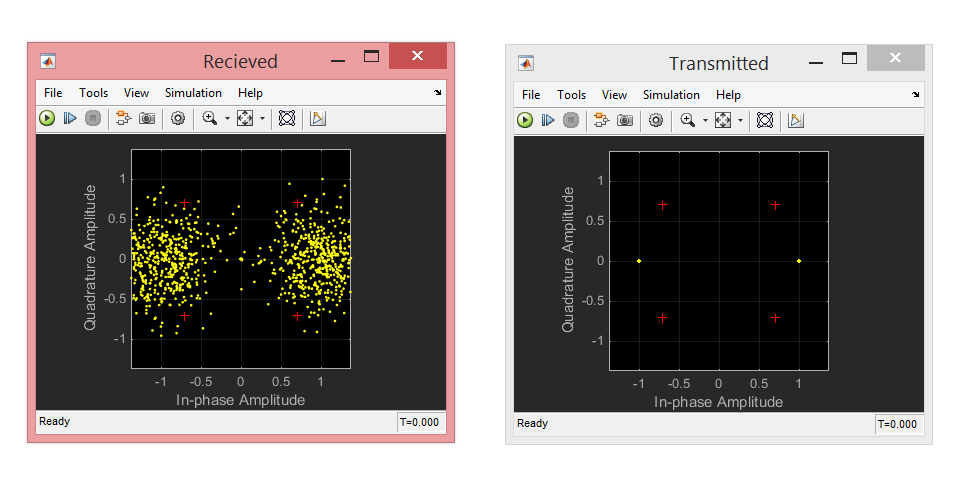 Recieved
File Tools View Simulation Help
Quadrature Amplitude
1
0.5
0
-0.5
-1
-1 -0.5 0 0.5 1
In-phase Amplitude
Ready T=0.000
Transmitted
File Tools View Simulation Help
Quadrature Amplitude
1
0.5
0
-0.5
-1
-1 -0.5 0 0.5 1
In-phase Amplitude
Ready T=0.000